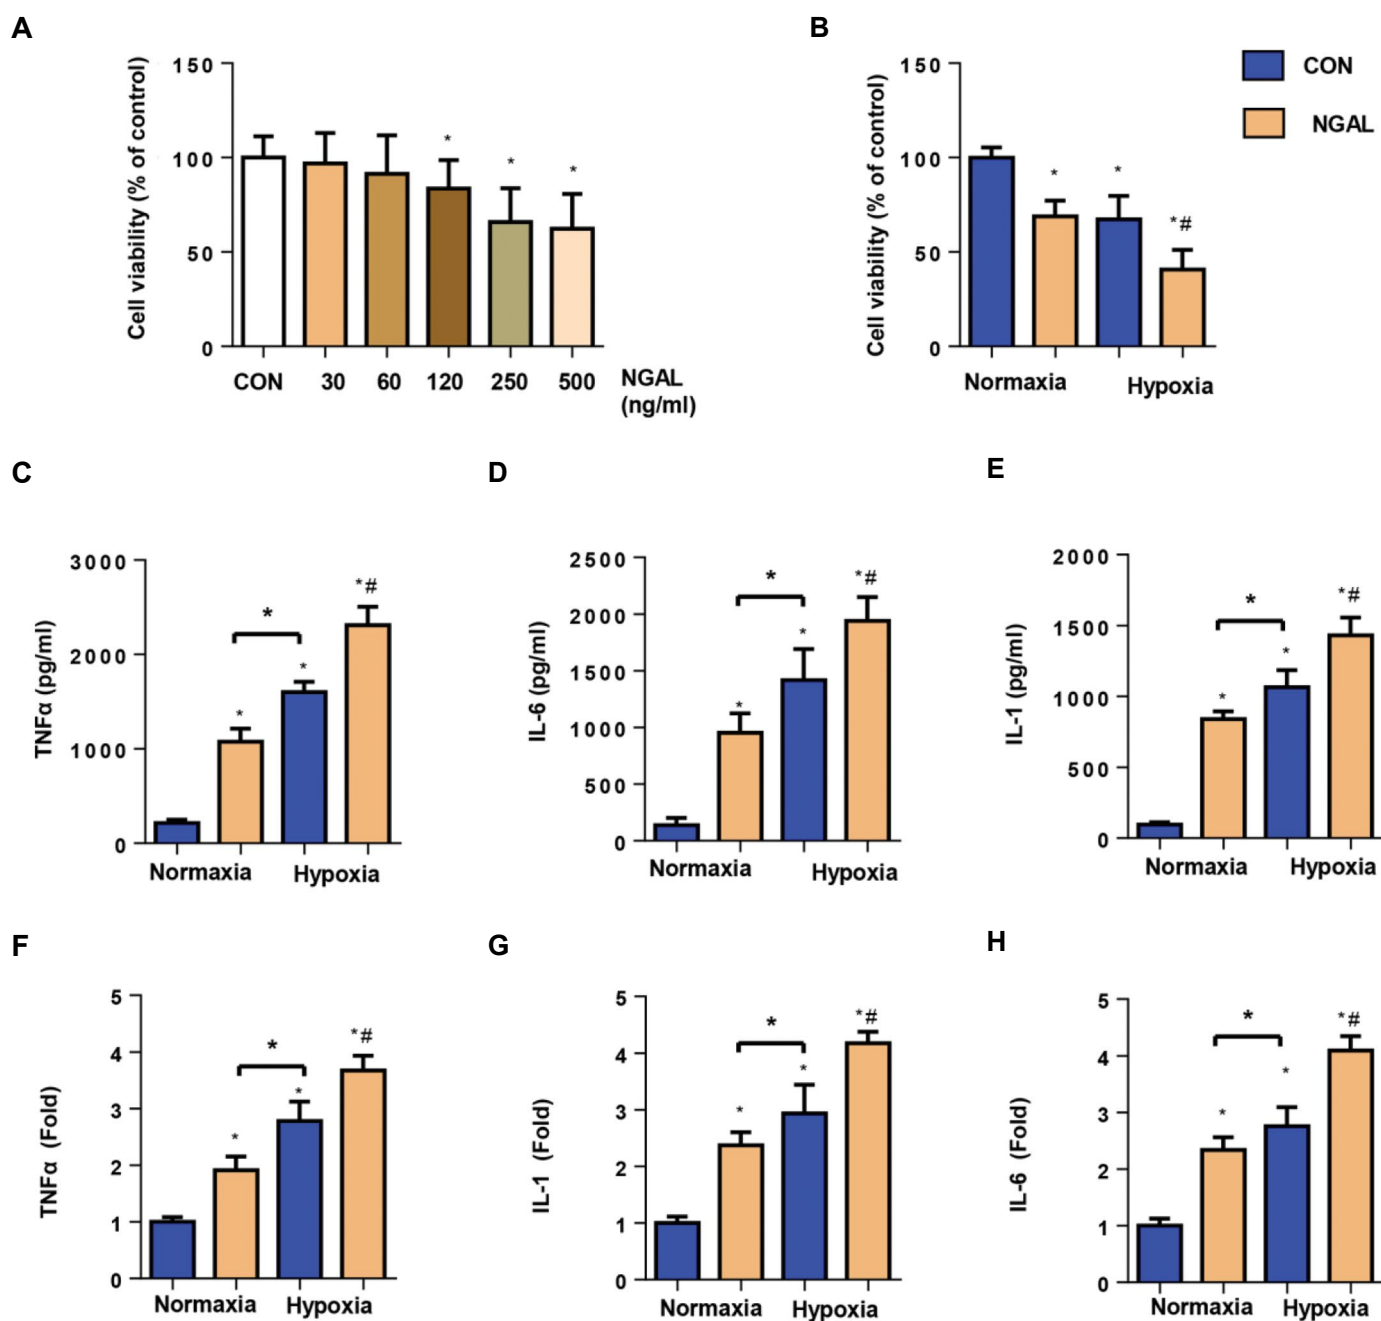 A
B
Cell viability (% of control)
150
100
50
0
*
*
*
CON 30 60 120 250 500 NGAL
(ng/ml)
Cell viability (% of control)
150
100
50
0
*
*
*#
Normaxia Hypoxia
CON
NGAL
C
D
E
TNFα (pg/ml)
3000
2000
1000
0
*
*
*
*#
Normaxia Hypoxia
IL-6 (pg/ml)
2500
2000
1500
1000
500
0
*
*
*
*#
Normaxia Hypoxia
IL-1 (pg/ml)
2000
1500
1000
500
0
*
*
*
*#
Normaxia Hypoxia
F
G
H
TNFα (Fold)
5
4
3
2
1
0
*
*
*
*#
Normaxia Hypoxia
IL-1 (Fold)
5
4
3
2
1
0
*
*
*
*#
Normaxia Hypoxia
IL-6 (Fold)
5
4
3
2
1
0
*
*
*
*#
Normaxia Hypoxia